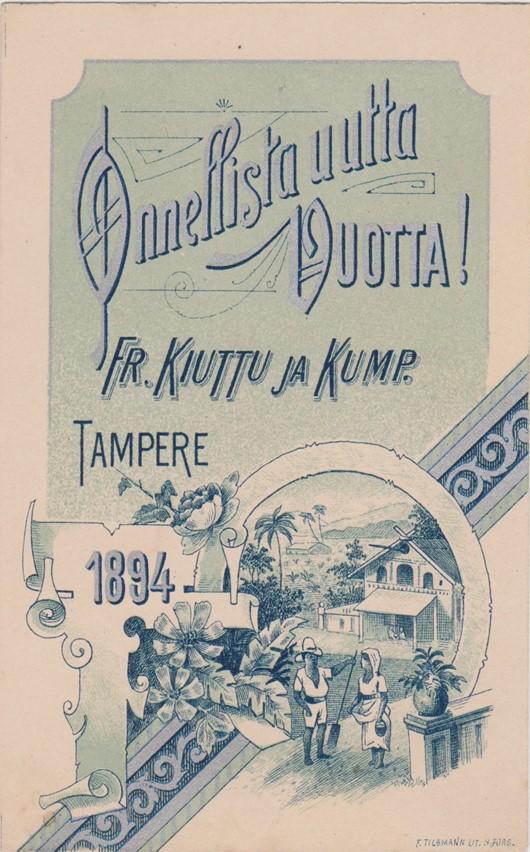 Onnellista uutta
Vuotta!
Fr. Kiuttu ja Kump.
Tampere
1894
F. TILGMANN LIT. H:FORS.